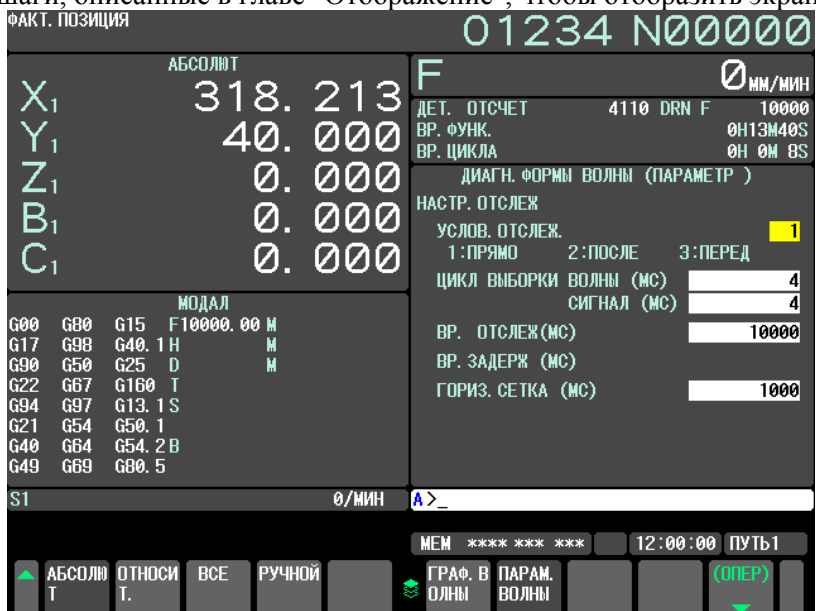 шаги, описанные в главе "Отображение", чтобы отобразить экран
ФАКТ. ПОЗИЦИЯ
O1234 N00000
АБСОЛЮТ
X1 318. 213
Y1 40. 000
Z1 0. 000
B1 0. 000
C1 0. 000
F 0 ММ/МИН
ДЕТ. ОТСЧЕТ 4110 DRN F 10000
ВР. ФУНК. 0H13M40S
ВР. ЦИКЛА 0H 0M 8S
ДИАГН. ФОРМЫ ВОЛНЫ (ПАРАМЕТР )
НАСТР. ОТСЛЕЖ
УСЛОВ. ОТСЛЕЖ. 1
1:ПРЯМО 2:ПОСЛЕ 3:ПЕРЕД
ЦИКЛ ВЫБОРКИ ВОЛНЫ (МС) 4
СИГНАЛ (МС) 4
ВР. ОТСЛЕЖ(МС) 10000
ВР. ЗАДЕРЖ (МС)
ГОРИЗ. СЕТКА (МС) 1000
МОДАЛ
G00 G80 G15 F10000. 00 M
G17 G98 G40. 1 H M
G90 G50 G25 D M
G22 G67 G160 T
G94 G97 G13. 1 S
G21 G54 G50. 1
G40 G64 G54. 2 B
G49 G69 G80. 5
S1 0/МИН
A>_
MEM **** *** *** 12:00:00 ПУТЬ1
АБСОЛЮ
Т
ОТНОСИ
Т.
ВСЕ
РУЧНОЙ
ГРАФ. В
ОЛНЫ
ПАРАМ.
ВОЛНЫ
(ОПЕР)